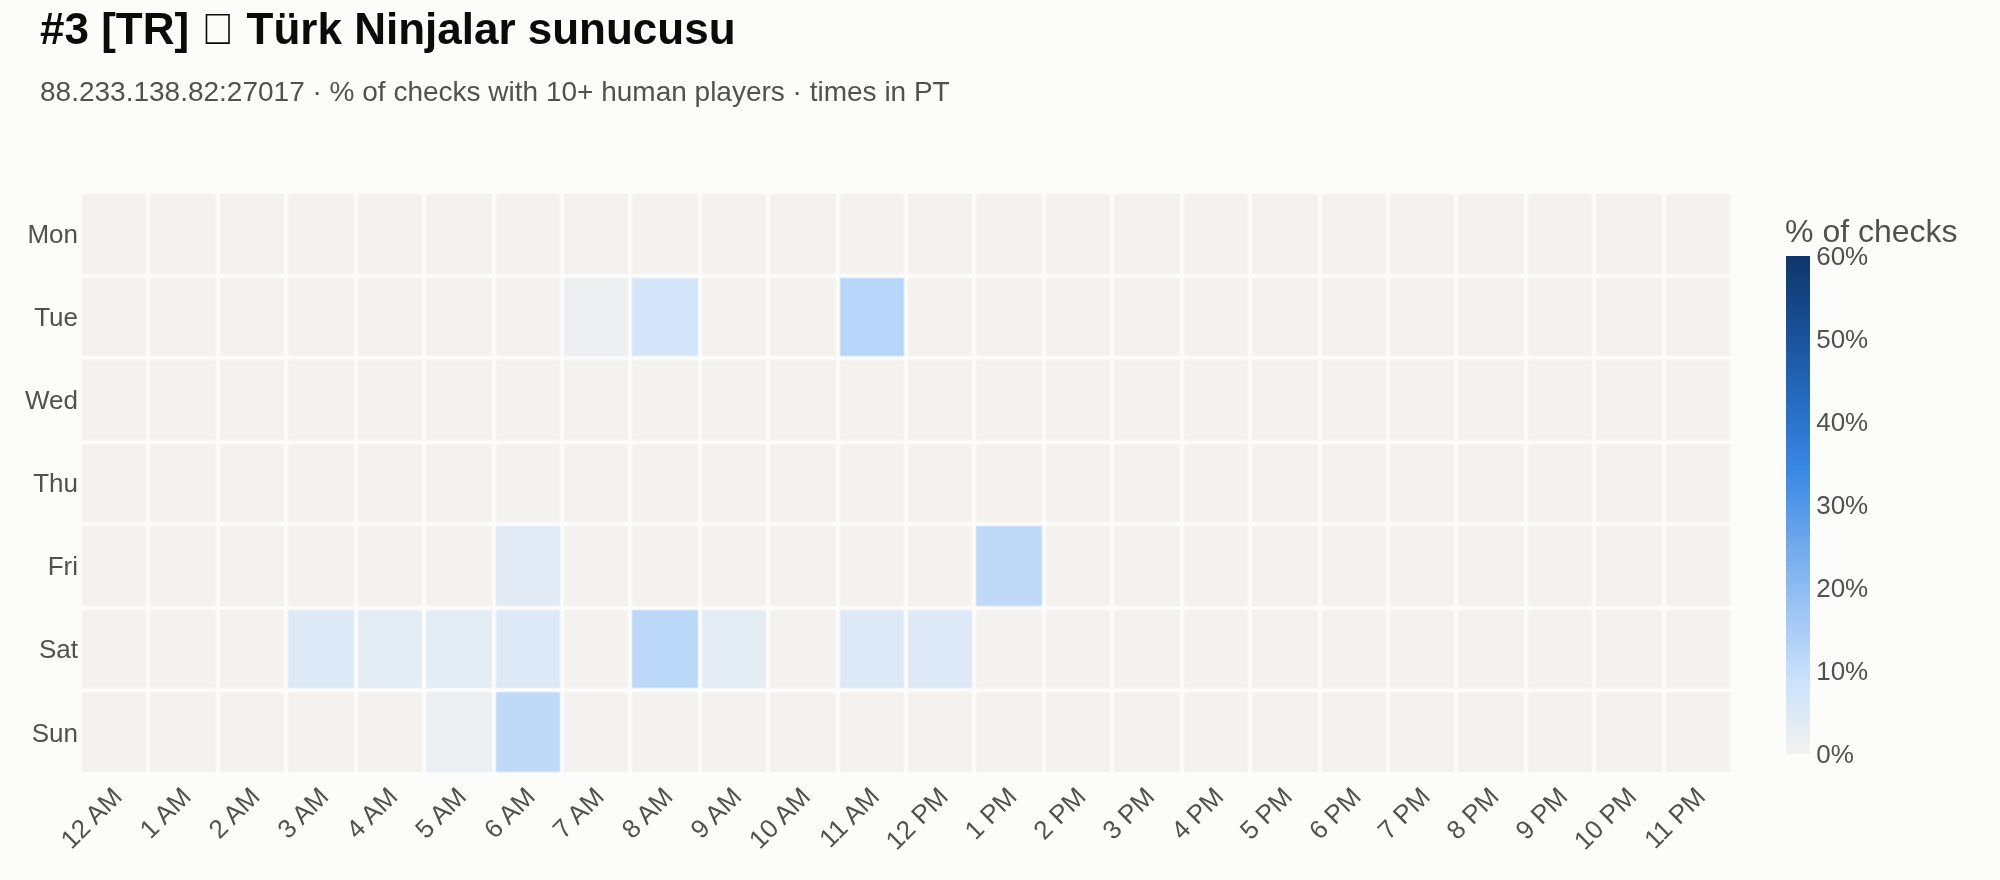 #3 [TR] □ Türk Ninjalar sunucusu
88.233.138.82:27017 · % of checks with 10+ human players · times in PT
% of checks
60%
50%
40%
30%
20%
10%
0%
Mon
Tue
Wed
Thu
Fri
Sat
Sun
12 AM
1 AM
2 AM
3 AM
4 AM
5 AM
6 AM
7 AM
8 AM
9 AM
10 AM
11 AM
12 PM
1 PM
2 PM
3 PM
4 PM
5 PM
6 PM
7 PM
8 PM
9 PM
10 PM
11 PM